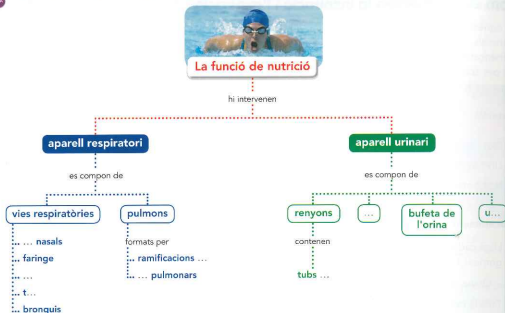 La funció de nutrició
hi intervenen
aparell respiratori
aparell urinari
es compon de
es compon de
vies respiratòries
pulmons
renyons
...
bufeta de
l'orina
u...
... nasals
faringe
...
t...
bronquis
formats per
ramificacions ...
... pulmonars
contenen
tubs ...